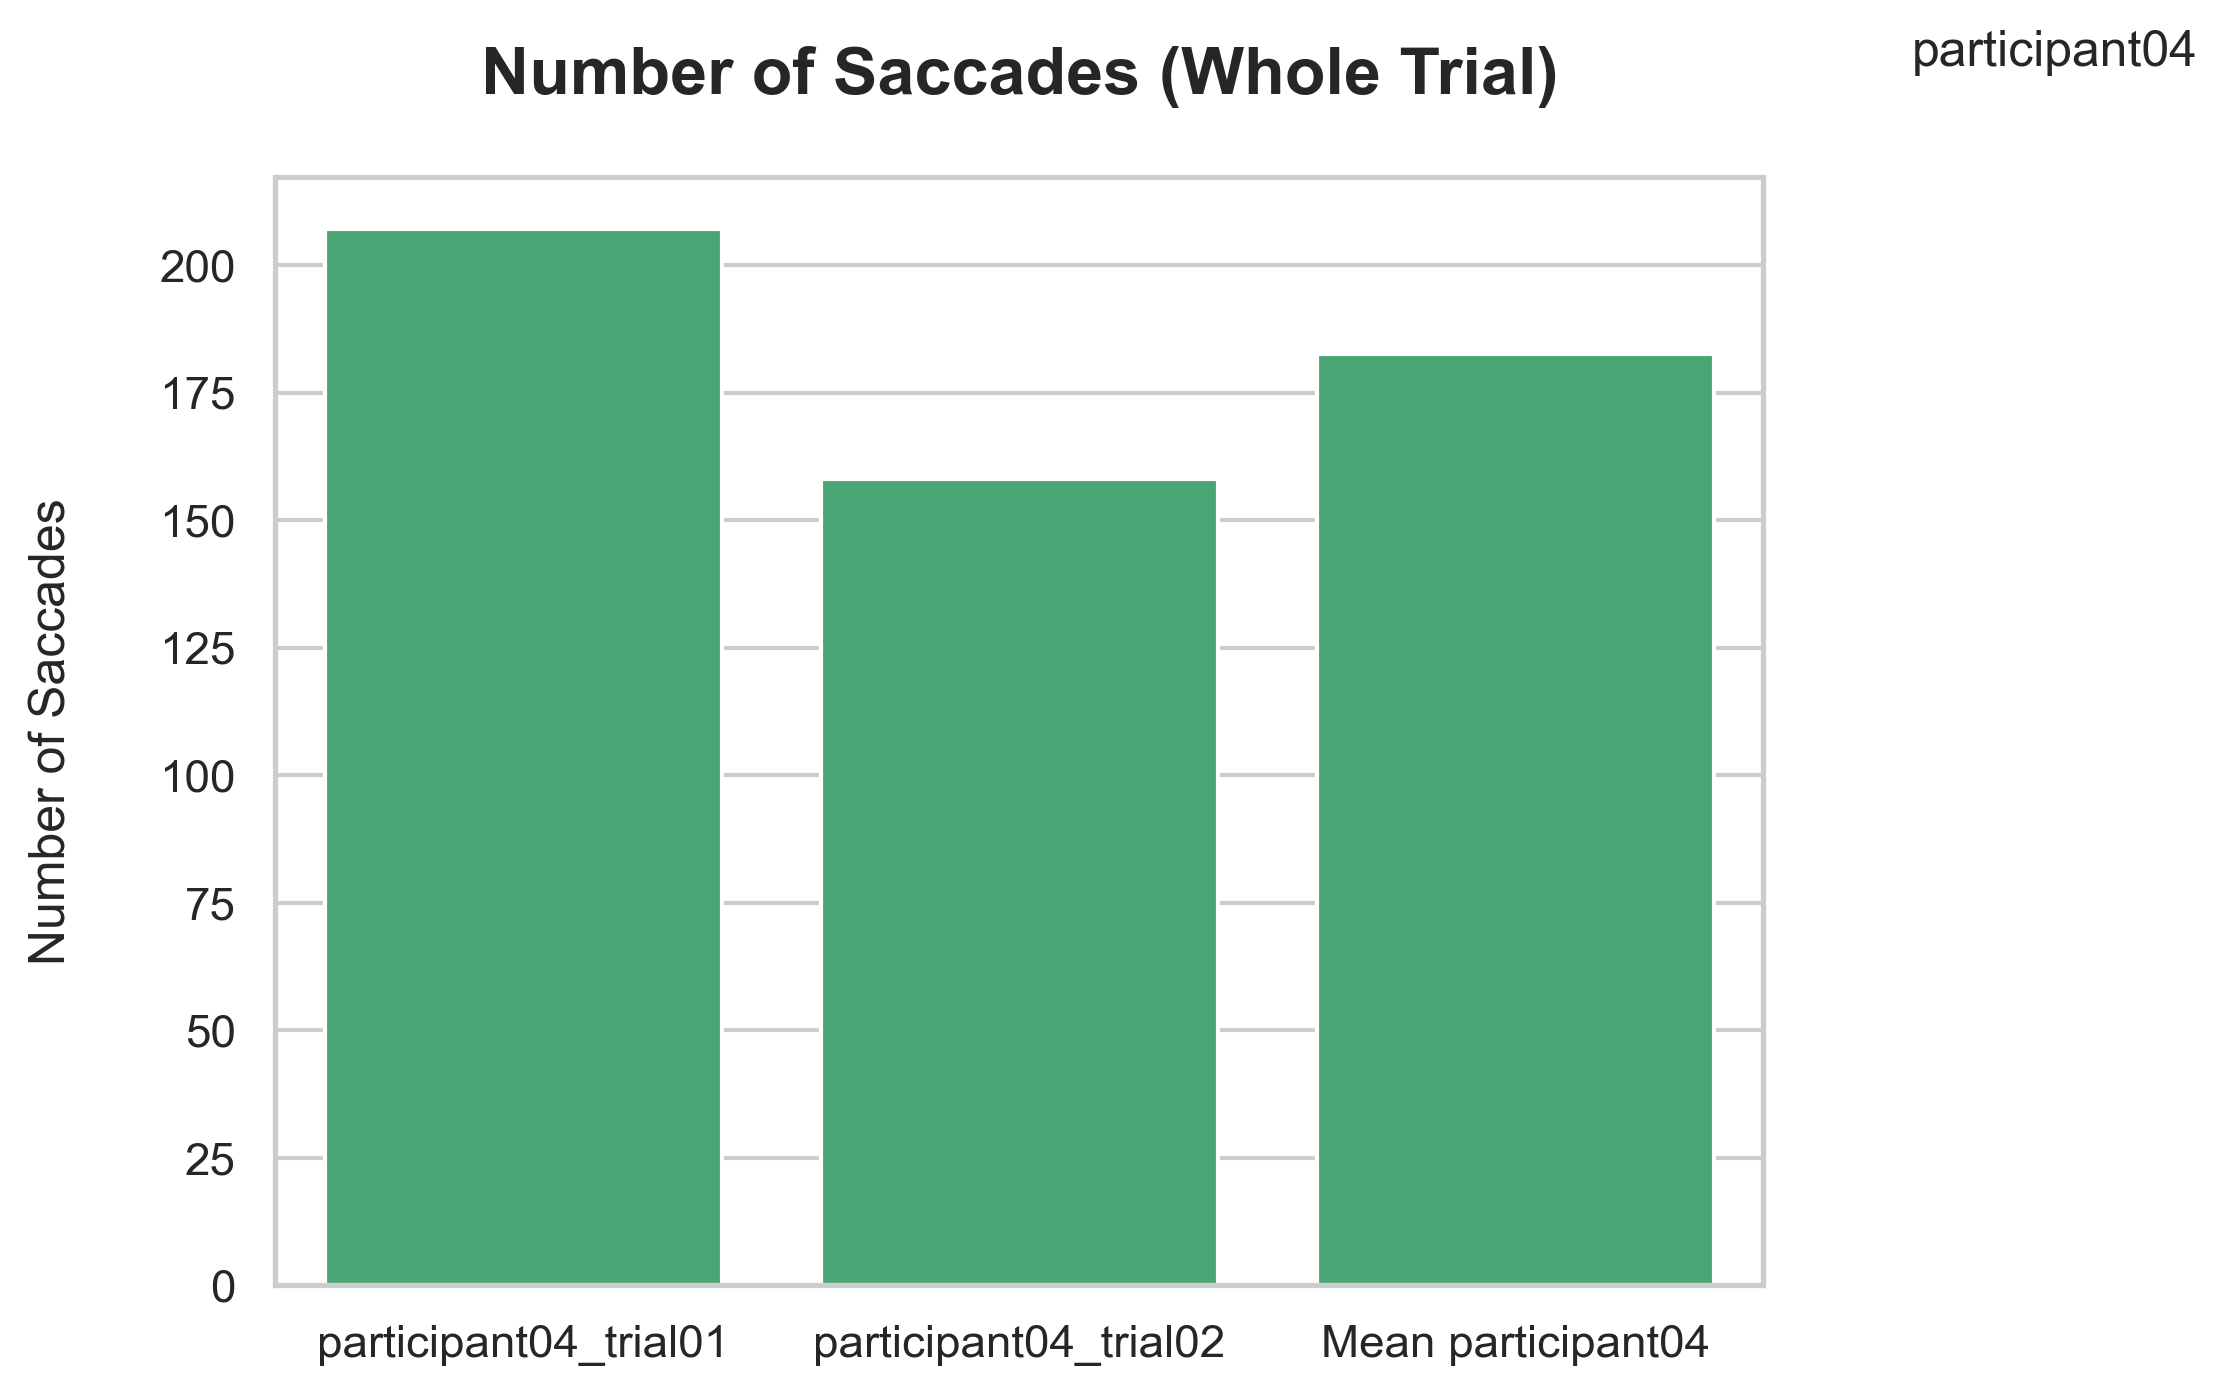 participant04
Number of Saccades (Whole Trial)
Number of Saccades
200
175
150
125
100
75
50
25
0
participant04_trial01
participant04_trial02
Mean participant04